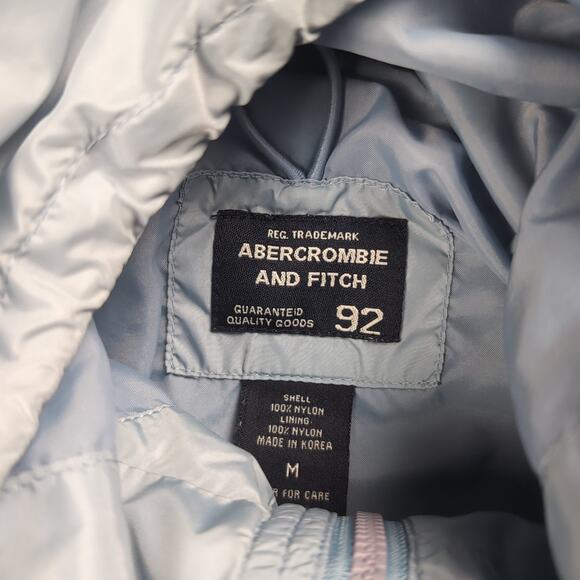 REG. TRADEMARK
ABERCROMBIE
AND FITCH
GUARANTEED
QUALITY GOODS 92
SHELL
100% NYLON
LINING:
100% NYLON
MADE IN KOREA
M
FOR CARE